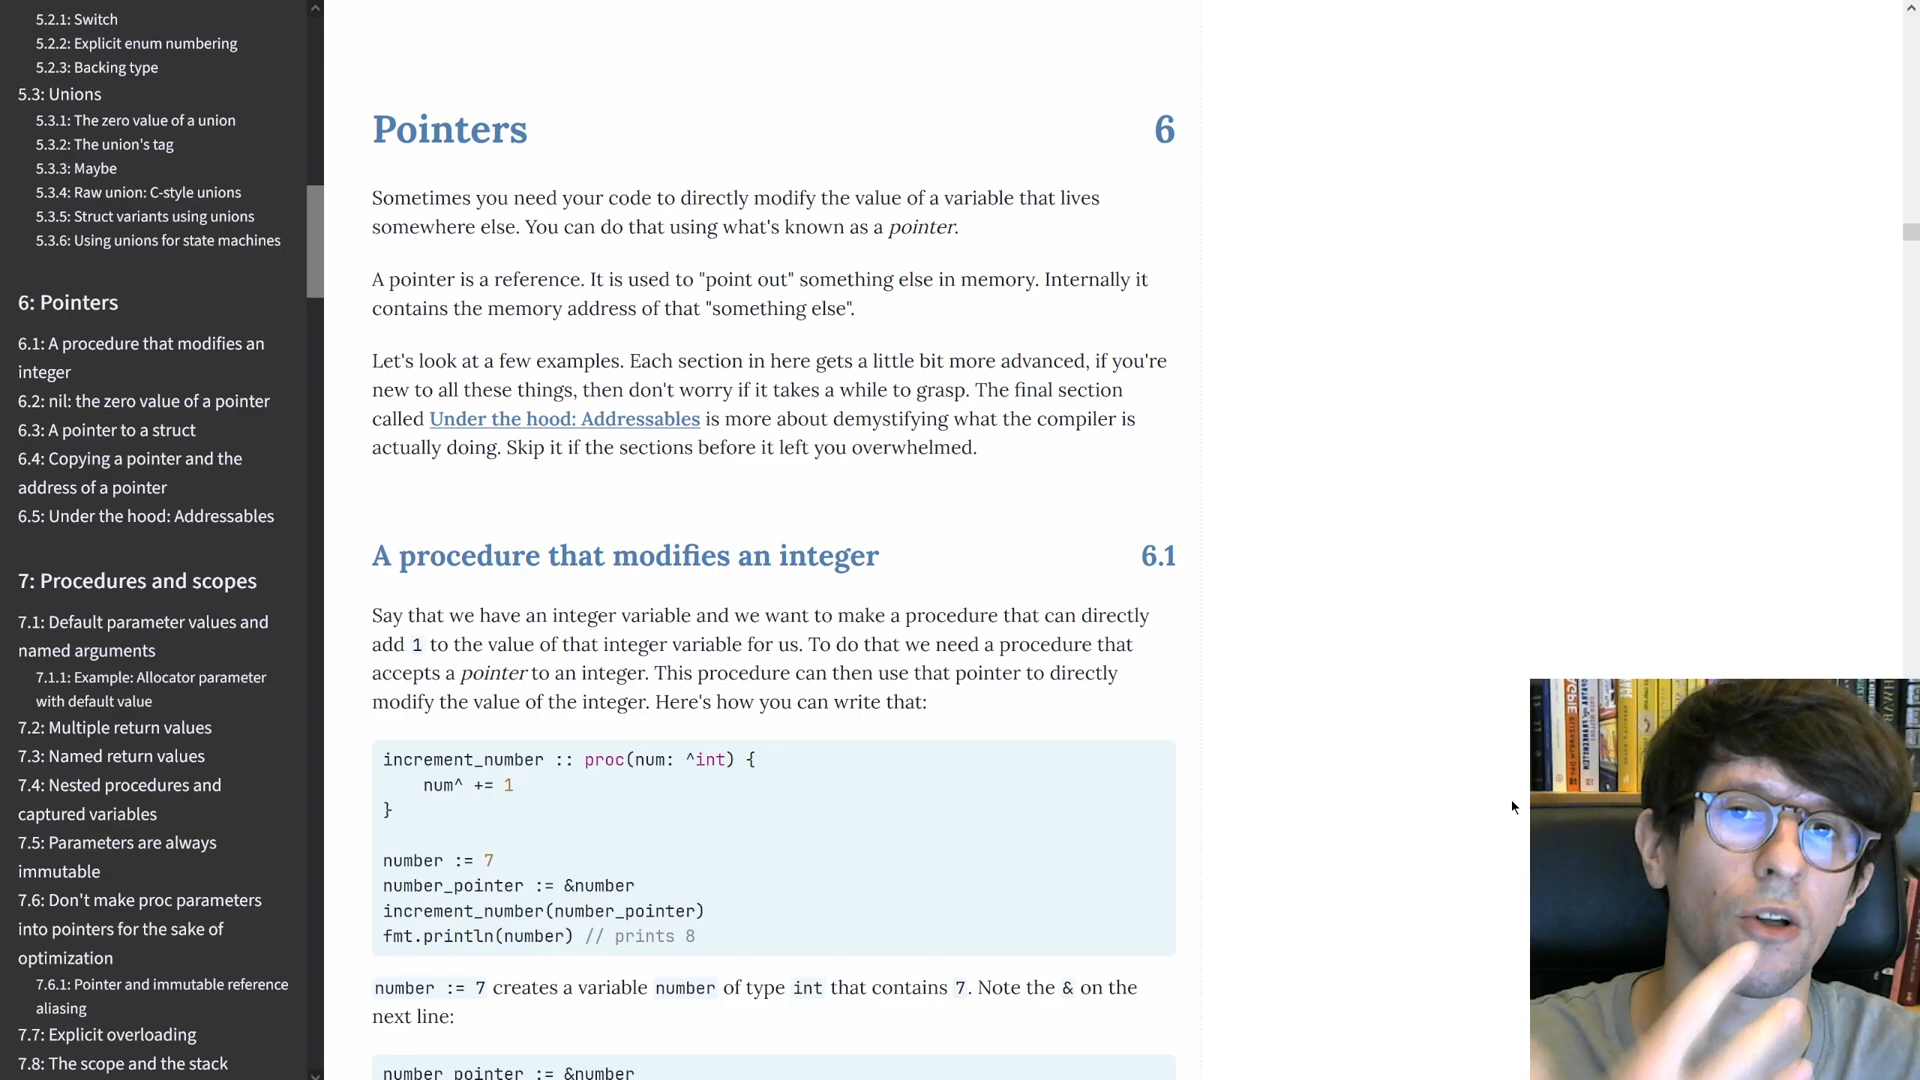 5.2.1: Switch
5.2.2: Explicit enum numbering
5.2.3: Backing type
5.3: Unions
5.3.1: The zero value of a union
5.3.2: The union's tag
5.3.3: Maybe
5.3.4: Raw union: C-style unions
5.3.5: Struct variants using unions
5.3.6: Using unions for state machines
6: Pointers
6.1: A procedure that modifies an
integer
6.2: nil: the zero value of a pointer
6.3: A pointer to a struct
6.4: Copying a pointer and the
address of a pointer
6.5: Under the hood: Addressables
7: Procedures and scopes
7.1: Default parameter values and
named arguments
7.1.1: Example: Allocator parameter
with default value
7.2: Multiple return values
7.3: Named return values
7.4: Nested procedures and
captured variables
7.5: Parameters are always
immutable
7.6: Don't make proc parameters
into pointers for the sake of
optimization
7.6.1: Pointer and immutable reference
aliasing
7.7: Explicit overloading
7.8: The scope and the stack
Pointers 6
Sometimes you need your code to directly modify the value of a variable that lives
somewhere else. You can do that using what's known as a pointer.
A pointer is a reference. It is used to "point out" something else in memory. Internally it
contains the memory address of that "something else".
Let's look at a few examples. Each section in here gets a little bit more advanced, if you're
new to all these things, then don't worry if it takes a while to grasp. The final section
called Under the hood: Addressables is more about demystifying what the compiler is
actually doing. Skip it if the sections before it left you overwhelmed.
A procedure that modifies an integer 6.1
Say that we have an integer variable and we want to make a procedure that can directly
add 1 to the value of that integer variable for us. To do that we need a procedure that
accepts a pointer to an integer. This procedure can then use that pointer to directly
modify the value of the integer. Here's how you can write that:
increment_number :: proc(num: ^int) {
num^ += 1
}
number := 7
number_pointer := &number
increment_number(number_pointer)
fmt.println(number) // prints 8
number := 7 creates a variable number of type int that contains 7. Note the & on the
next line:
number_pointer := &number